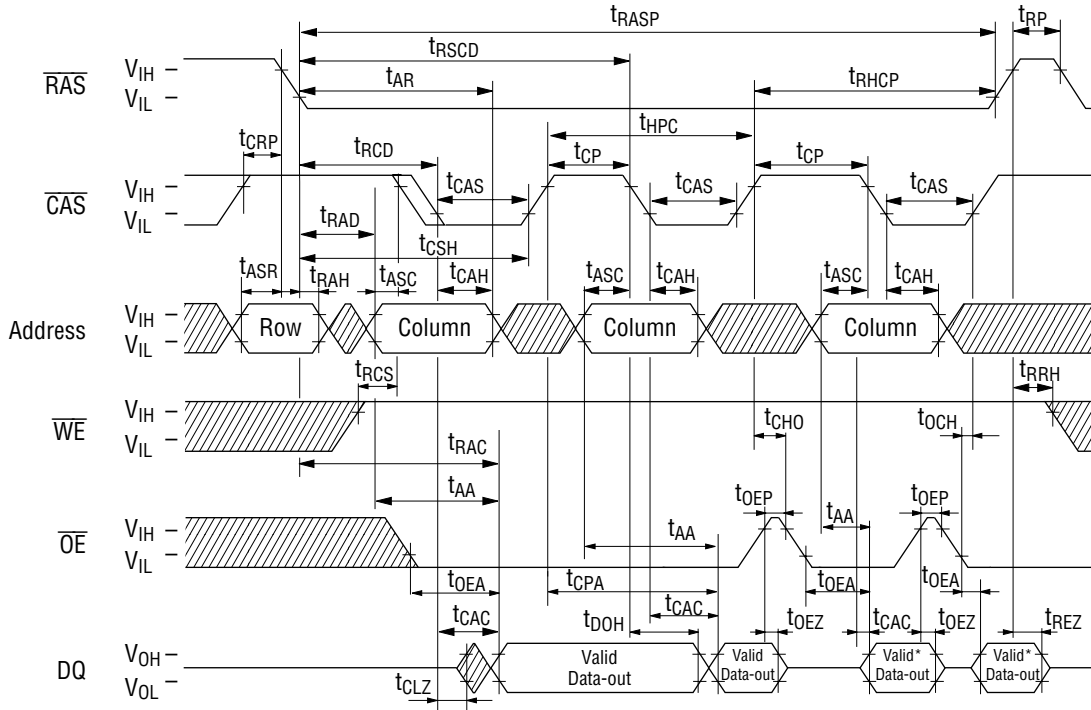 tRASP tRP
tRSCD
tAR tRHCP
RAS VIH
VIL
tHPC
tCRP tRCD tCP tCP
CAS VIH
VIL
tCAS tCAS tCAS
tRAD
tCSH
tASR tRAH tASC tCAH tASC tCAH tASC tCAH
Address VIH
VIL
Row Column Column Column
tRCS tRRH
WE VIH
VIL
tCHO tOCH
tRAC
tAA tOEP tOEP
OE VIH
VIL
tAA tAA
tOEA tCPA tOEA tOEA
tCAC tCAC tDOH tOEZ tCAC tOEZ tREZ
DQ VOH
VOL
Valid
Data-out
Valid
Data-out
Valid*
Data-out
Valid*
Data-out
tCLZ